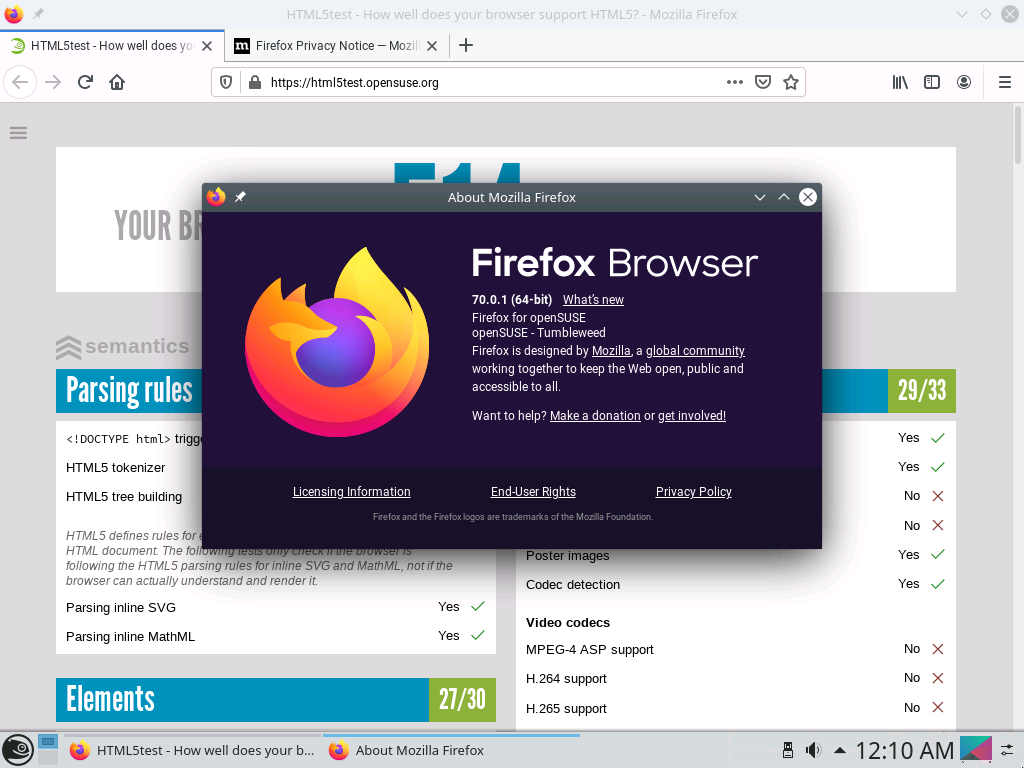 HTML5test - How well does your browser support HTML5? - Mozilla Firefox
HTML5test - How well does yo
Firefox Privacy Notice — Mozil
https://html5test.opensuse.org
514
YOUR BR
About Mozilla Firefox
Firefox Browser
70.0.1 (64-bit) What's new
Firefox for openSUSE
openSUSE - Tumbleweed
Firefox is designed by Mozilla, a global community
working together to keep the Web open, public and
accessible to all.
Want to help? Make a donation or get involved!
Licensing Information End-User Rights Privacy Policy
Firefox and the Firefox logos are trademarks of the Mozilla Foundation.
semantics
Parsing rules
<!DOCTYPE html> trigge
HTML5 tokenizer
HTML5 tree building
HTML5 defines rules for e
HTML document. The following tests only check if the browser is
following the HTML5 parsing rules for inline SVG and MathML, not if the
browser can actually understand and render it.
Parsing inline SVG Yes
Parsing inline MathML Yes
Elements 27/30
29/33
Yes
Yes
No
No
Poster images Yes
Codec detection Yes
Video codecs
MPEG-4 ASP support No
H.264 support No
H.265 support No
HTML5test - How well does your b...
About Mozilla Firefox
12:10 AM